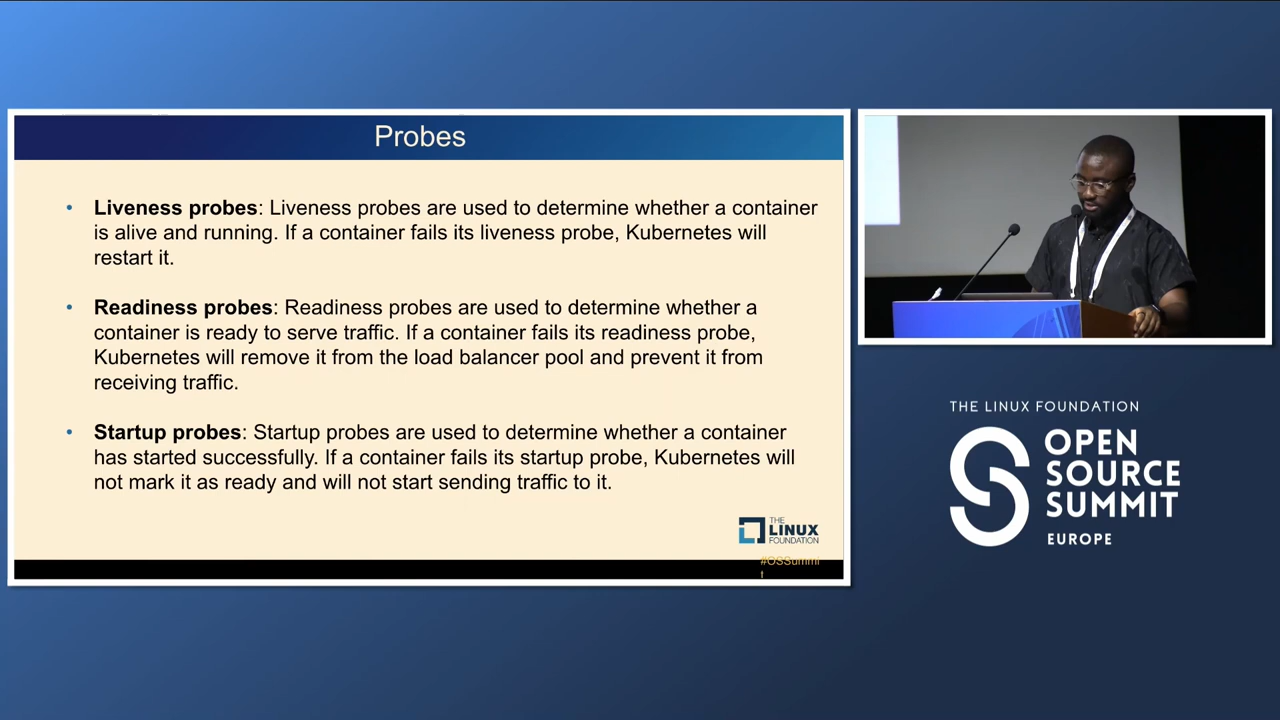 Probes
• Liveness probes: Liveness probes are used to determine whether a container
is alive and running. If a container fails its liveness probe, Kubernetes will
restart it.
• Readiness probes: Readiness probes are used to determine whether a
container is ready to serve traffic. If a container fails its readiness probe,
Kubernetes will remove it from the load balancer pool and prevent it from
receiving traffic.
• Startup probes: Startup probes are used to determine whether a container
has started successfully. If a container fails its startup probe, Kubernetes will
not mark it as ready and will not start sending traffic to it.
THE
LINUX
FOUNDATION
#OSSummi
t
THE LINUX FOUNDATION
OPEN
SOURCE
SUMMIT
EUROPE